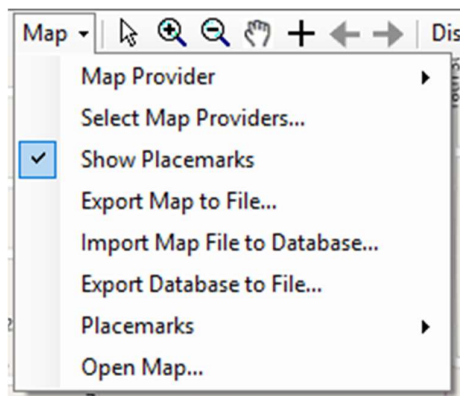 Map
Dis
Map Provider
Select Map Providers...
Show Placemarks
Export Map to File...
Import Map File to Database...
Export Database to File...
Placemarks
Open Map...